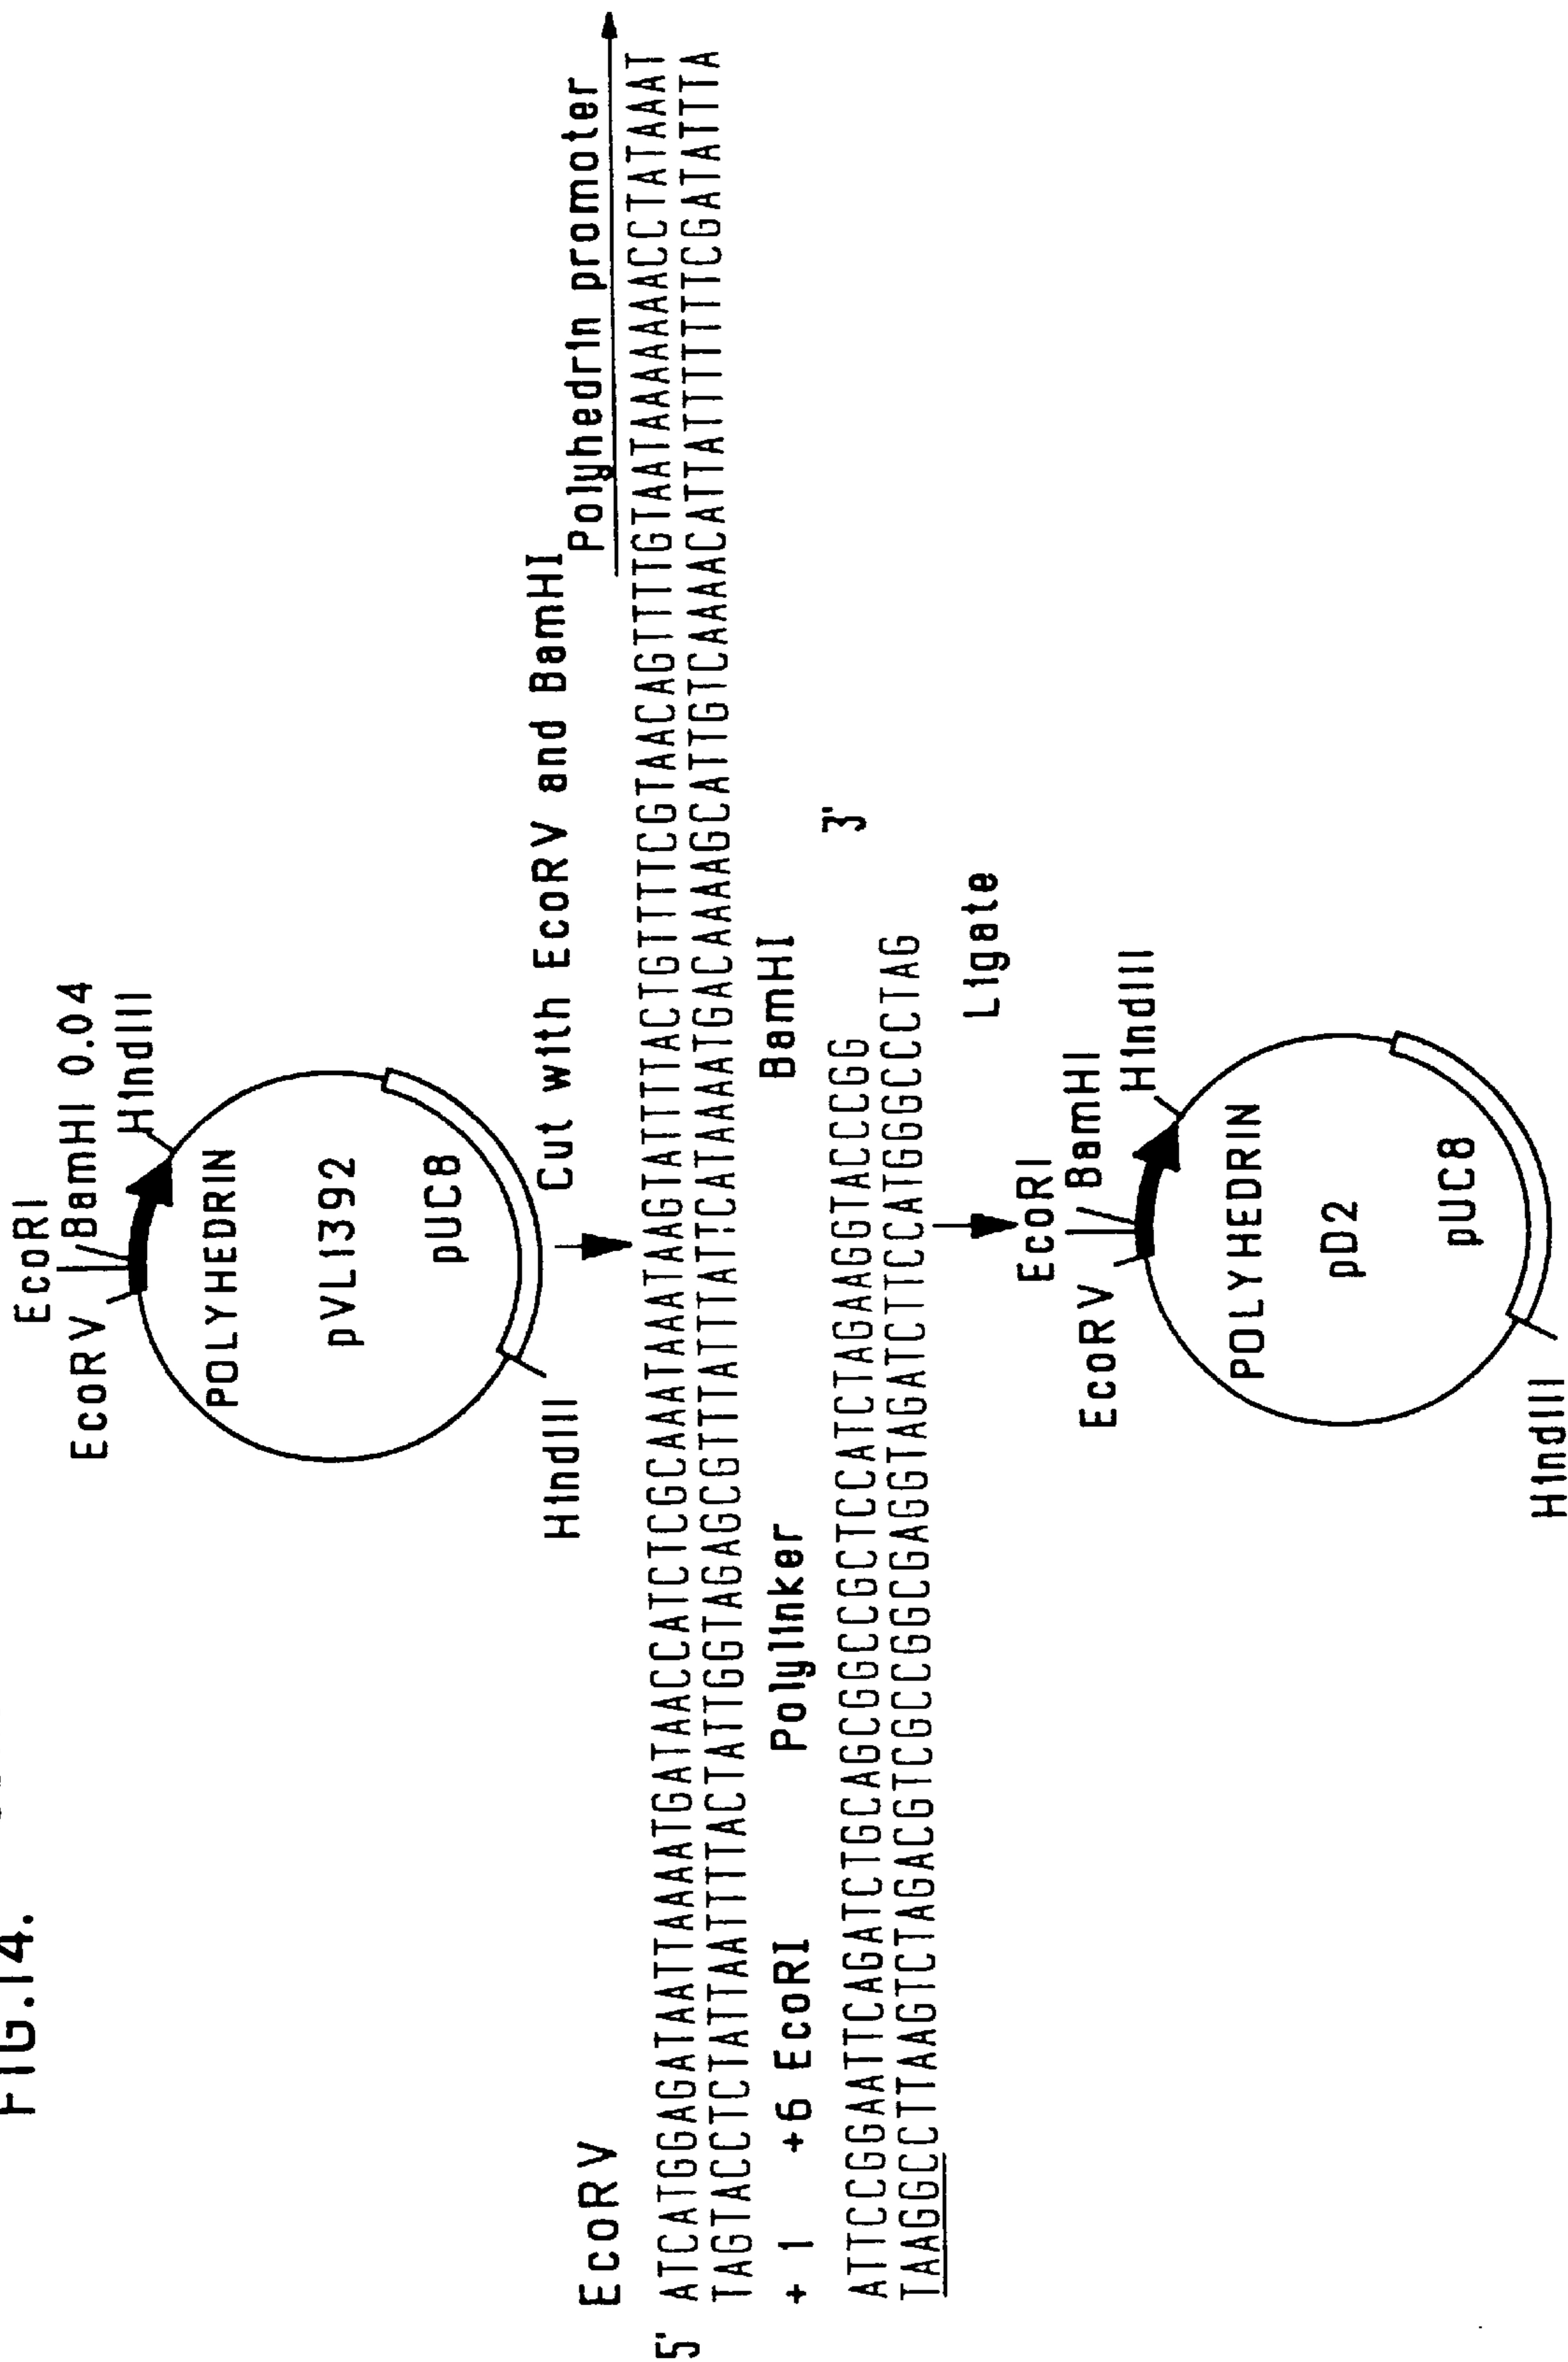 FIG.14.
EcoRI
EcoRV
BamHI 0.04
HindIII
POLYHEDRIN
pVL1392
pUC8
HindIII
Cut with EcoRV and BamHI
EcoRV
Polyhedrin promoter
5' ATCATGGAGATAATTAAAATGATAACCATCTCGCAAATAAATAAGTATTTTACTGTTTTCGTAACAGTTTTGTAATAAAAAAACCTATAAAT
TAGTACCTCTATTAATTTTACTATTGGTAGAGCGTTTATTTATTCATAAAATGACAAAAGCATTGTCAAAACATTATTTTTTTCGATATTTA
+ 1 +6 EcoRI Polylinker BamHI
3'
ATTCCGGAATTCAGATCTGCAGCGGCCGCTCCATCTAGAAGGTACCCGG
TAAGGCCTTAAGTCTAGACGTCGCCGGCGAGGTAGATCTTCCATGGGCCCTAG
Ligate
EcoRI
EcoRV
BamHI
HindIII
POLYHEDRIN
pD2
pUC8
HindIII